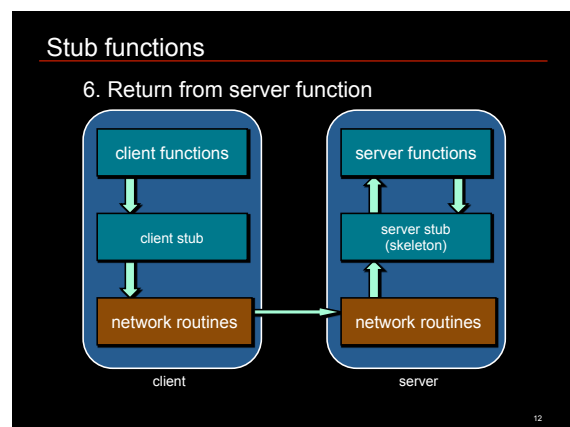 Stub functions
6. Return from server function
client functions
server functions
client stub
server stub
(skeleton)
network routines
network routines
client
server
12